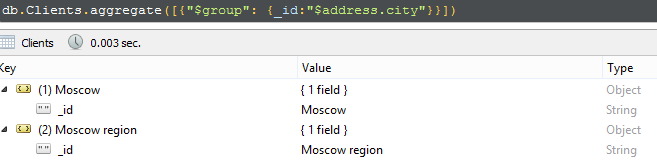 db.Clients.aggregate([{"$group": {_id:"$address.city"}}])
Clients 0.003 sec.
Key Value Type
(1) Moscow { 1 field } Object
_id Moscow String
(2) Moscow region { 1 field } Object
_id Moscow region String